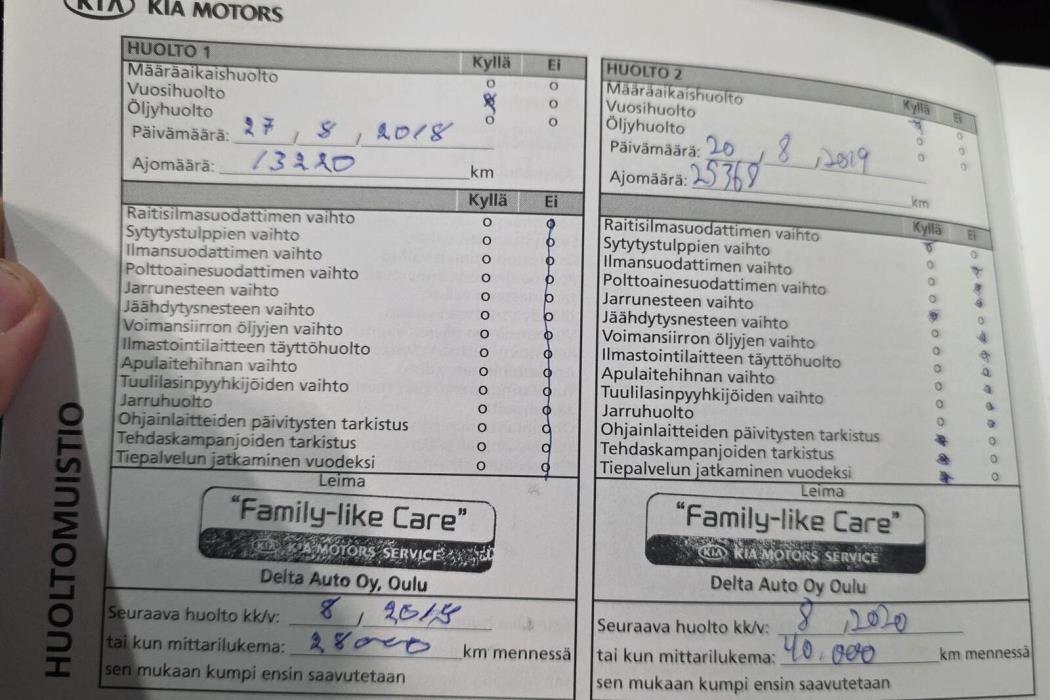 KIA KIA MOTORS
HUOLTOMUISTIO
HUOLTO 1 Kyllä Ei
Määräaikaishuolto
Vuosihuolto
Öljyhuolto
Päivämäärä: 27, 8, 2018
Ajomäärä: 13220 km
Kyllä Ei
Raitisilmasuodattimen vaihto
Sytytystulppien vaihto
Ilmansuodattimen vaihto
Polttoainesuodattimen vaihto
Jarrunesteen vaihto
Jäähdytysnesteen vaihto
Voimansiirron öljyjen vaihto
Ilmastointilaitteen täyttöhuolto
Apulaitehihnan vaihto
Tuulilasinpyyhkijöiden vaihto
Jarruhuolto
Ohjainlaitteiden päivitysten tarkistus
Tehdaskampanjoiden tarkistus
Tiepalvelun jatkaminen vuodeksi
Leima
"Family-like Care"
KIA KIA MOTORS SERVICE
Delta Auto Oy, Oulu
Seuraava huolto kk/v: 8, 2019
tai kun mittarilukema: 28000 km mennessä
sen mukaan kumpi ensin saavutetaan
HUOLTO 2 Kyllä Ei
Määräaikaishuolto
Vuosihuolto
Öljyhuolto
Päivämäärä: 20, 8, 2019
Ajomäärä: 25368 km
Kyllä Ei
Raitisilmasuodattimen vaihto
Sytytystulppien vaihto
Ilmansuodattimen vaihto
Polttoainesuodattimen vaihto
Jarrunesteen vaihto
Jäähdytysnesteen vaihto
Voimansiirron öljyjen vaihto
Ilmastointilaitteen täyttöhuolto
Apulaitehihnan vaihto
Tuulilasinpyyhkijöiden vaihto
Jarruhuolto
Ohjainlaitteiden päivitysten tarkistus
Tehdaskampanjoiden tarkistus
Tiepalvelun jatkaminen vuodeksi
Leima
"Family-like Care"
KIA KIA MOTORS SERVICE
Delta Auto Oy Oulu
Seuraava huolto kk/v: 8, 2020
tai kun mittarilukema: 40.000 km mennessä
sen mukaan kumpi ensin saavutetaan